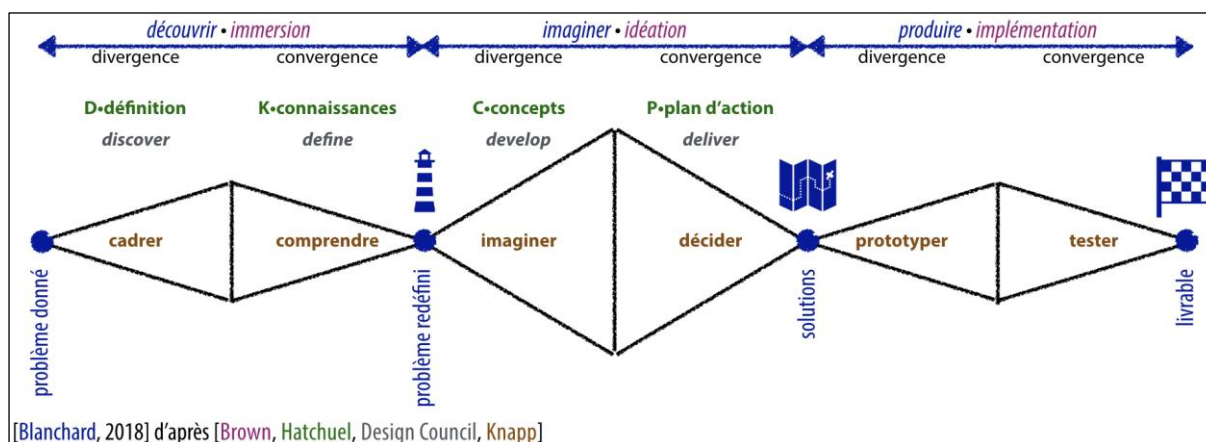 découvrir • immersion
imaginer • idéation
produire • implémentation
divergence
convergence
divergence
convergence
divergence
convergence
D•définition
K•connaissances
C•concepts
P•plan d’action
discover
define
develop
deliver
cadrer
comprendre
imaginer
décider
prototyper
tester
problème donné
problème redéfini
solutions
livrable
[Blanchard, 2018] d’après [Brown, Hatchuel, Design Council, Knapp]